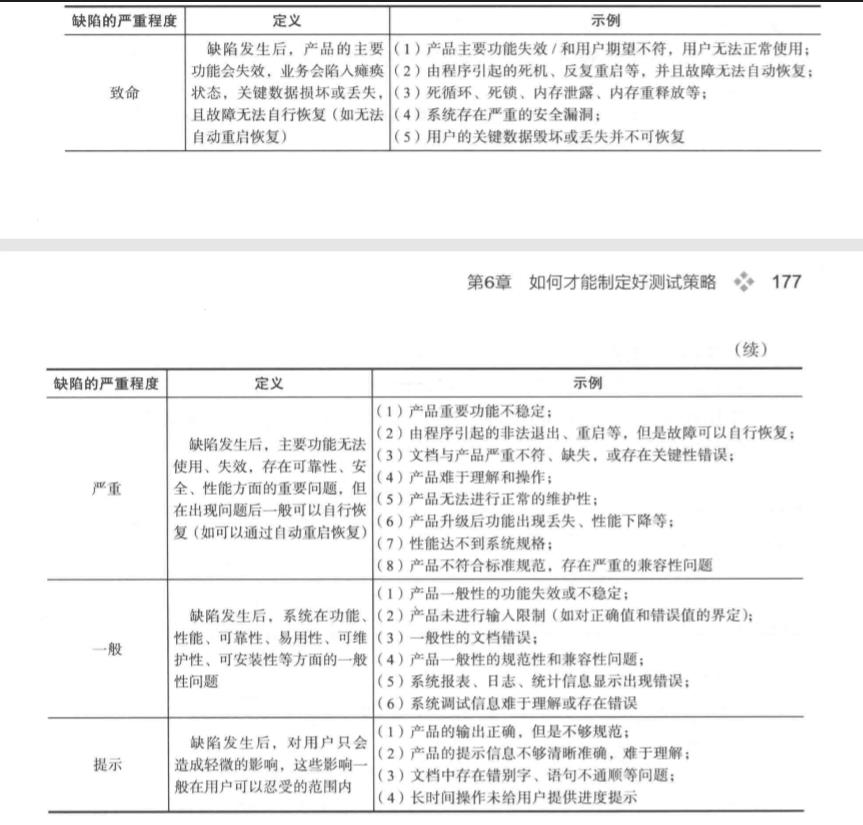 缺陷的严重程度 定义 示例
致命
缺陷发生后，产品的主要
功能会失效，业务会陷入瘫痪
状态，关键数据损坏或丢失，
且故障无法自行恢复（如无法
自动重启恢复）
（1）产品主要功能失效/和用户期望不符，用户无法正常使用；
（2）由程序引起的死机、反复重启等，并且故障无法自动恢复；
（3）死循环、死锁、内存泄露、内存重释放等；
（4）系统存在严重的安全漏洞；
（5）用户的关键数据毁坏或丢失并不可恢复
第6章 如何才能制定好测试策略 177
（续）
缺陷的严重程度 定义 示例
严重
缺陷发生后，主要功能无法
使用、失效，存在可靠性、安
全、性能方面的重要问题，但
在出现问题后一般可以自行恢
复（如可以通过自动重启恢复）
（1）产品重要功能不稳定；
（2）由程序引起的非法退出、重启等，但是故障可以自行恢复；
（3）文档与产品严重不符、缺失，或存在关键性错误；
（4）产品难于理解和操作；
（5）产品无法进行正常的维护性；
（6）产品升级后功能出现丢失、性能下降等；
（7）性能达不到系统规格；
（8）产品不符合标准规范，存在严重的兼容性问题
一般
缺陷发生后，系统在功能、
性能、可靠性、易用性、可维
护性、可安装性等方面的一般
性问题
（1）产品一般性的功能失效或不稳定；
（2）产品未进行输入限制（如对正确值和错误值的界定）；
（3）一般性的文档错误；
（4）产品一般性的规范性和兼容性问题；
（5）系统报表、日志、统计信息显示出现错误；
（6）系统调试信息难于理解或存在错误
提示
缺陷发生后，对用户只会
造成轻微的影响，这些影响一
般在用户可以忍受的范围内
（1）产品的输出正确，但是不够规范；
（2）产品的提示信息不够清晰准确，难于理解；
（3）文档中存在错别字、语句不通顺等问题；
（4）长时间操作未给用户提供进度提示